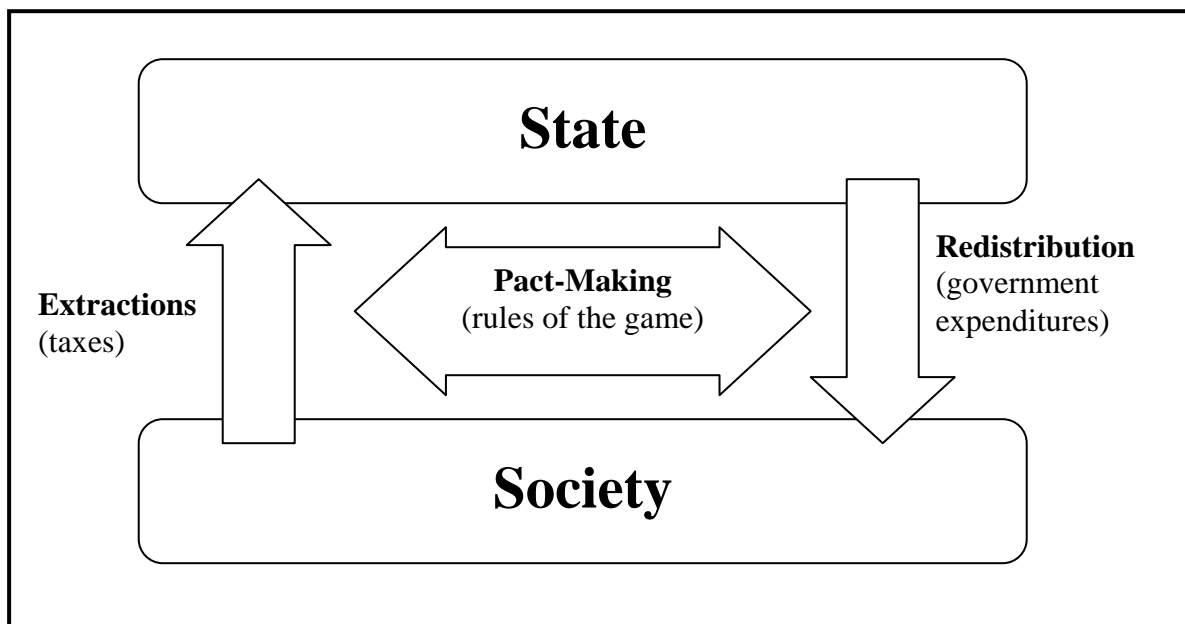 State
Extractions
(taxes)
Pact-Making
(rules of the game)
Redistribution
(government
expenditures)
Society